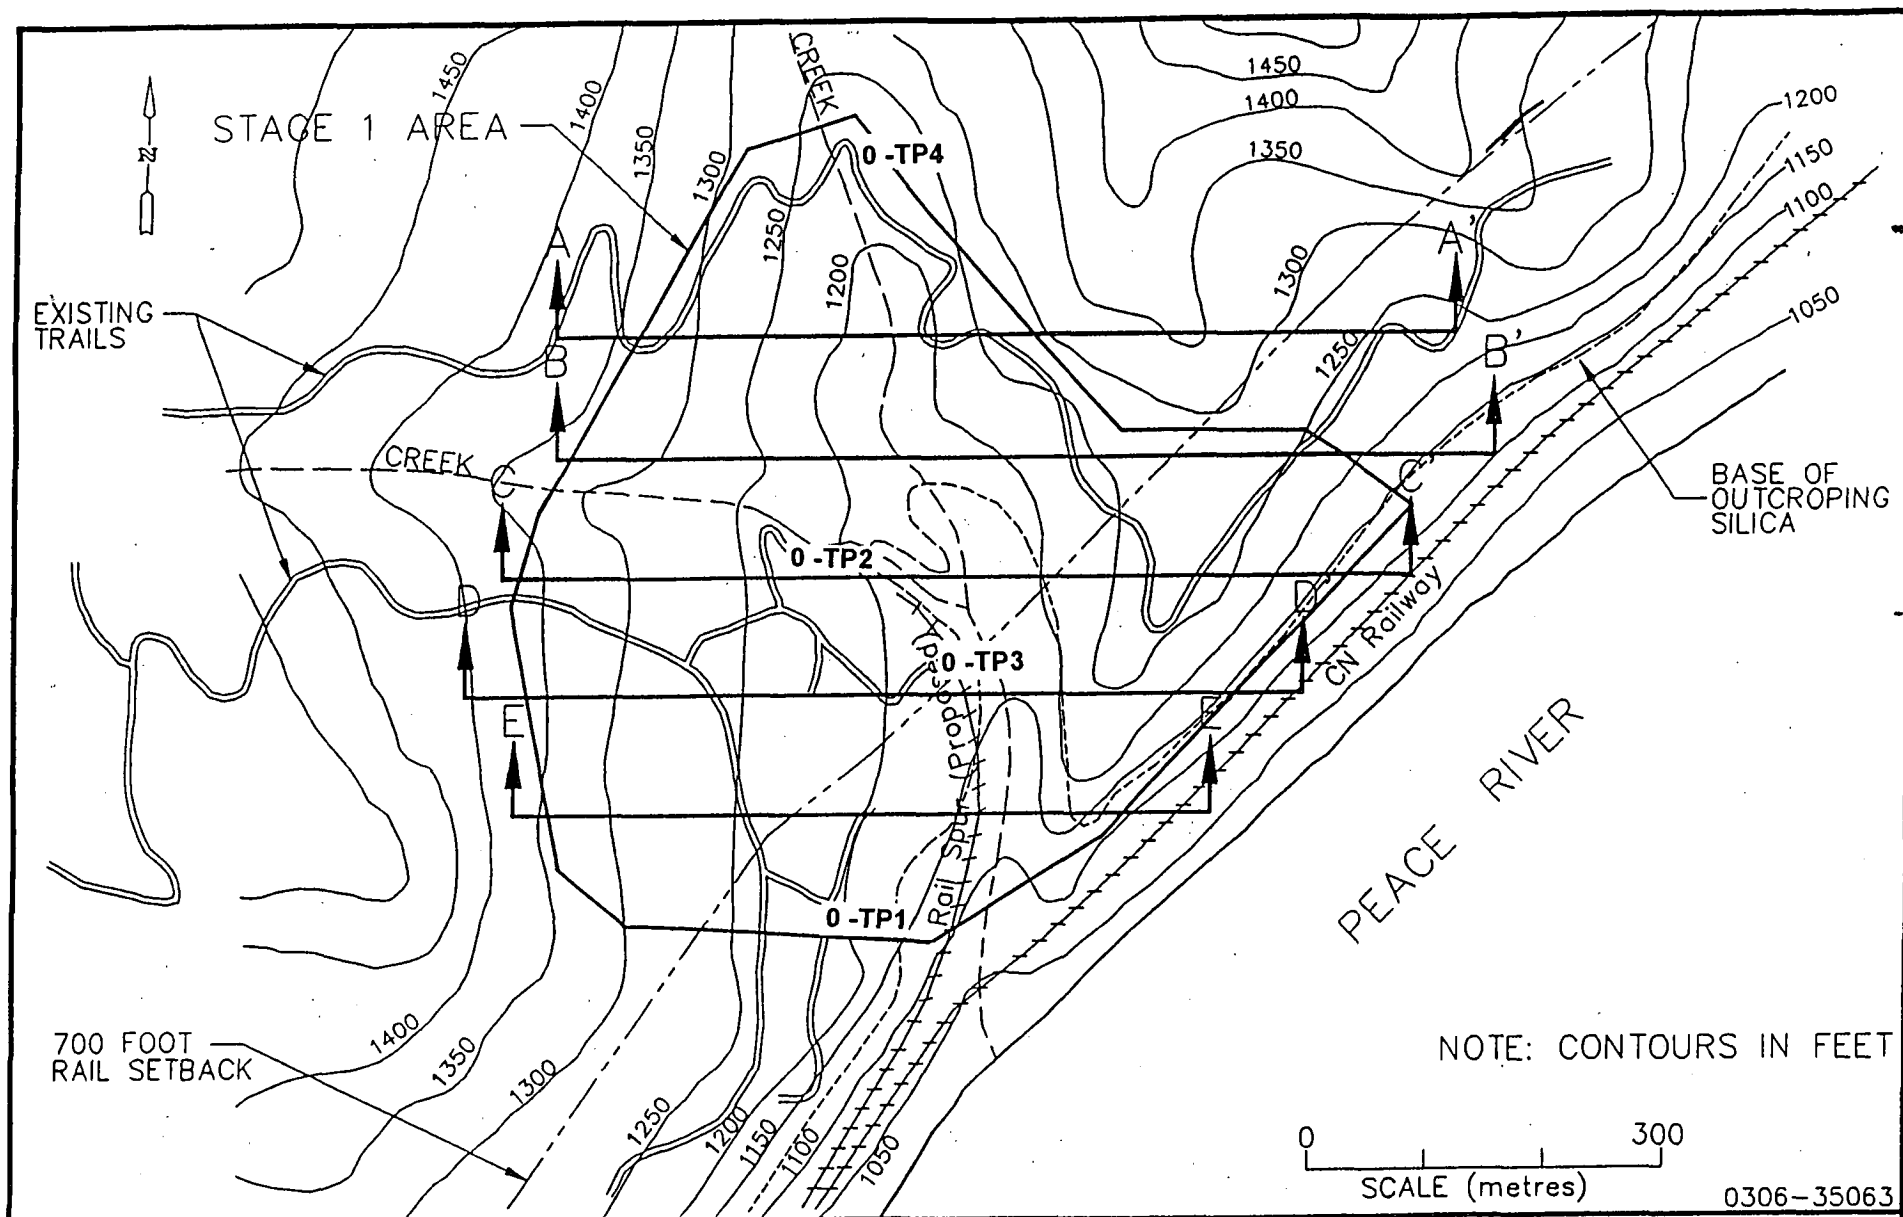 CREEK
1450
1450
1400
1400
1200
STAGE 1 AREA
1350
1350
1150
0 -TP4
1300
1100
N
1250
A
A'
1300
1200
1050
EXISTING
TRAILS
B
B'
1250
CREEK
C
C'
BASE OF
OUTCROPING
SILICA
0 -TP2
D
D
CN Railway
0 -TP3
E
E
Rail Spur (Proposed)
PEACE RIVER
0 -TP1
700 FOOT
RAIL SETBACK
1400
1350
1300
1250
1200
1150
1100
1050
NOTE: CONTOURS IN FEET
0 300
SCALE (metres)
0306-35063